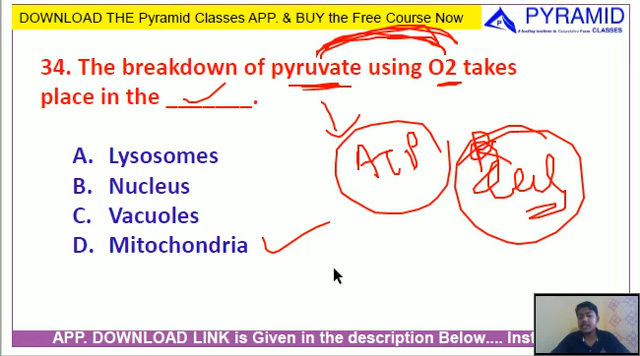 DOWNLOAD THE Pyramid Classes APP. & BUY the Free Course Now
PYRAMID
CLASSES
34. The breakdown of pyruvate using O2 takes
place in the _______.
ATP
A. Lysosomes
B. Nucleus
C. Vacuoles
D. Mitochondria
APP. DOWNLOAD LINK is Given in the description Below.... Inst